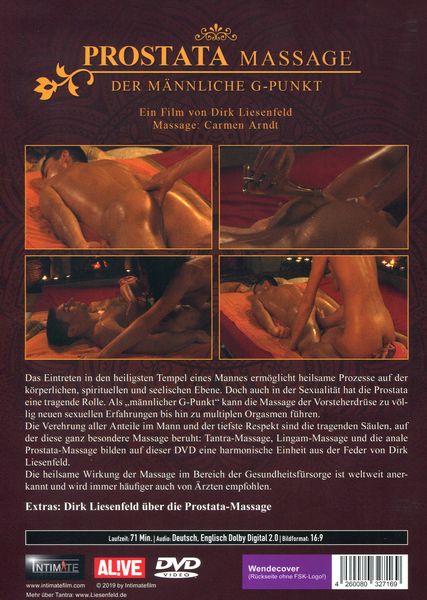 PROSTATA MASSAGE
DER MÄNNLICHE G-PUNKT
Ein Film von Dirk Liesenfeld
Massage: Carmen Arndt
Das Eintreten in den heiligsten Tempel eines Mannes ermöglicht heilsame Prozesse auf der
körperlichen, spirituellen und seelischen Ebene. Doch auch in der Sexualität hat die Prostata
eine tragende Rolle. Als „männlicher G-Punkt“ kann die Massage der Vorsteherdrüse zu völ-
lig neuen sexuellen Erfahrungen bis hin zu multiplen Orgasmen führen.
Die Verehrung aller Anteile im Mann und der tiefste Respekt sind die tragenden Säulen, auf
der diese ganz besondere Massage beruht: Tantra-Massage, Lingam-Massage und die anale
Prostata-Massage bilden auf dieser DVD eine harmonische Einheit aus der Feder von Dirk
Liesenfeld.
Die heilsame Wirkung der Massage im Bereich der Gesundheitsfürsorge ist weltweit aner-
kannt und wird immer häufiger auch von Ärzten empfohlen.
Extras: Dirk Liesenfeld über die Prostata-Massage
Laufzeit: 71 Min. | Audio: Deutsch, Englisch Dolby Digital 2.0 | Bildformat: 16:9
INTIMATE
AL!VE
DVD
VIDEO
Wendecover
(Rückseite ohne FSK-Logo!)
www.intimatefilm.com © 2019 by Intimatefilm
Mehr über Tantra: www.Liesenfeld.de
4 260080 327169